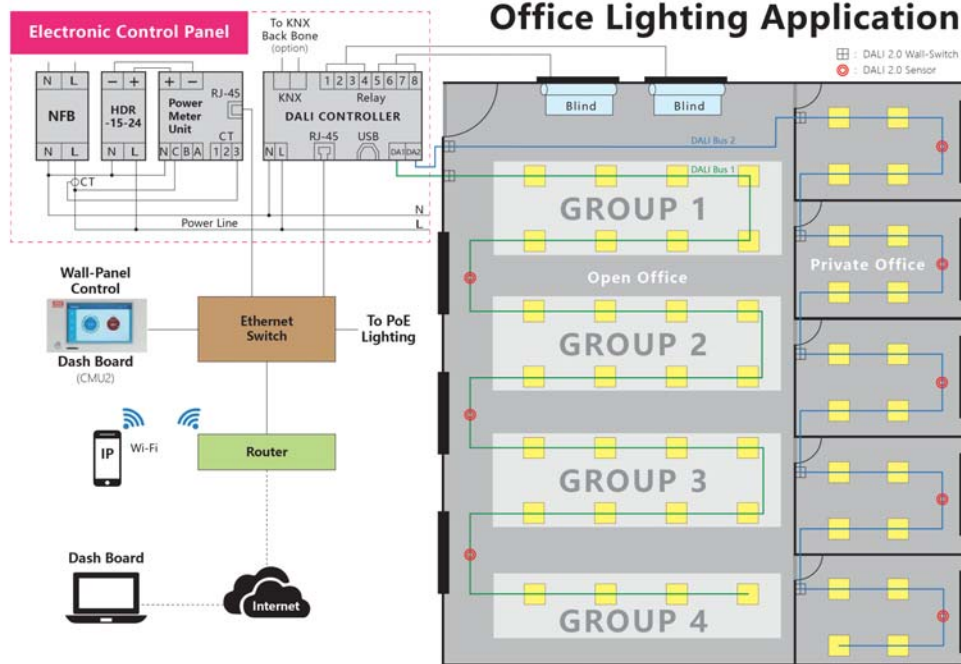 Office Lighting Application
DALI 2.0 Wall-Switch
DALI 2.0 Sensor
Electronic Control Panel
To KNX
Back Bone
(option)
N L
NFB
N L
- +
HDR
-15-24
N L
+ -
RJ-45
Power
Meter
Unit
CT
N C B A 1 2 3
1 2 3 4 5 6 7 8
KNX Relay
DALI CONTROLLER
RJ-45 USB
N L DA1 DA2
CT
Power Line
N
L
Blind
Blind
DALI Bus 2
DALI Bus 1
GROUP 1
Open Office
Private Office
GROUP 2
GROUP 3
GROUP 4
Wall-Panel
Control
Dash Board
(CMU2)
Ethernet
Switch
To PoE
Lighting
IP
Wi-Fi
Router
Dash Board
Internet